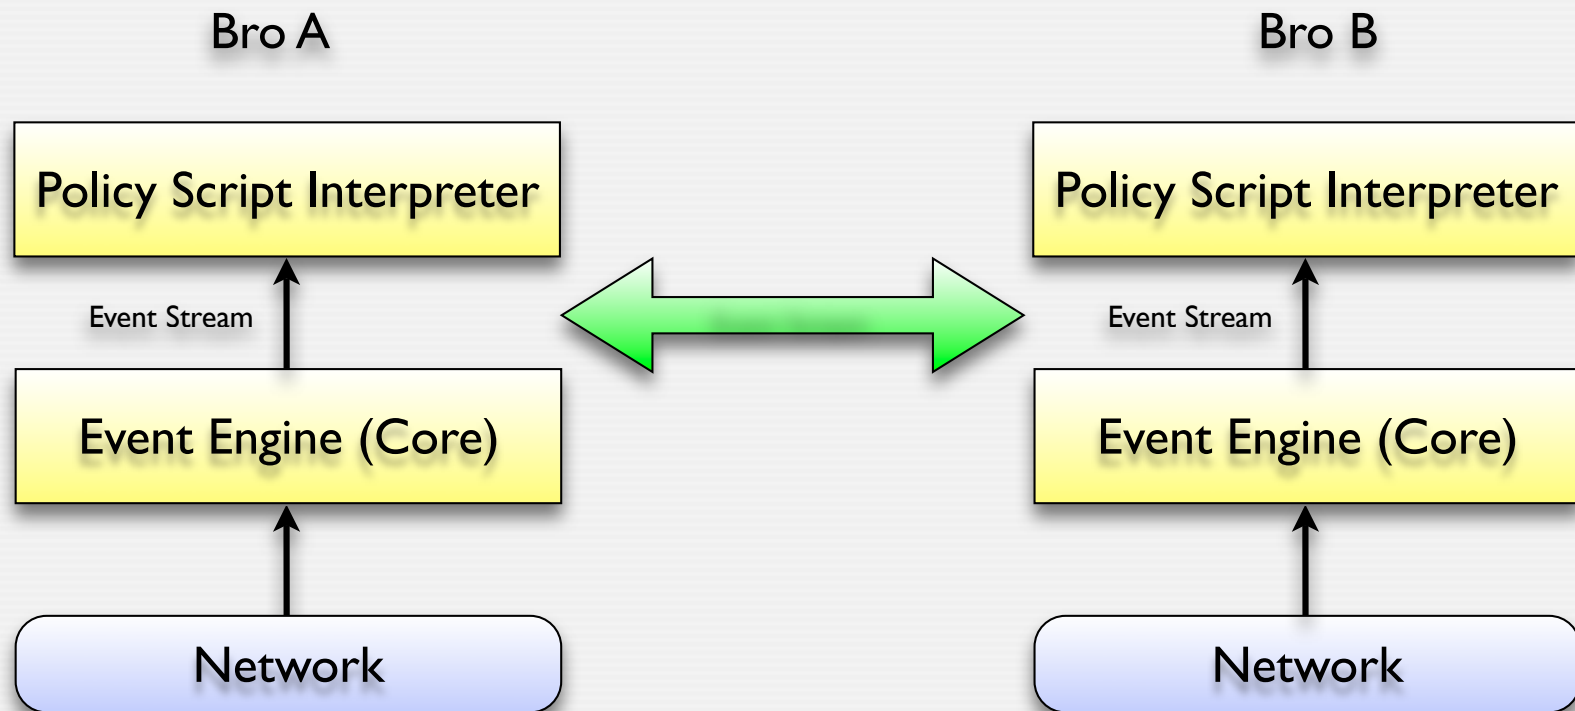 Bro A
Bro B
Policy Script Interpreter
Policy Script Interpreter
Event Stream
Event Stream
Event Engine (Core)
Event Engine (Core)
Network
Network